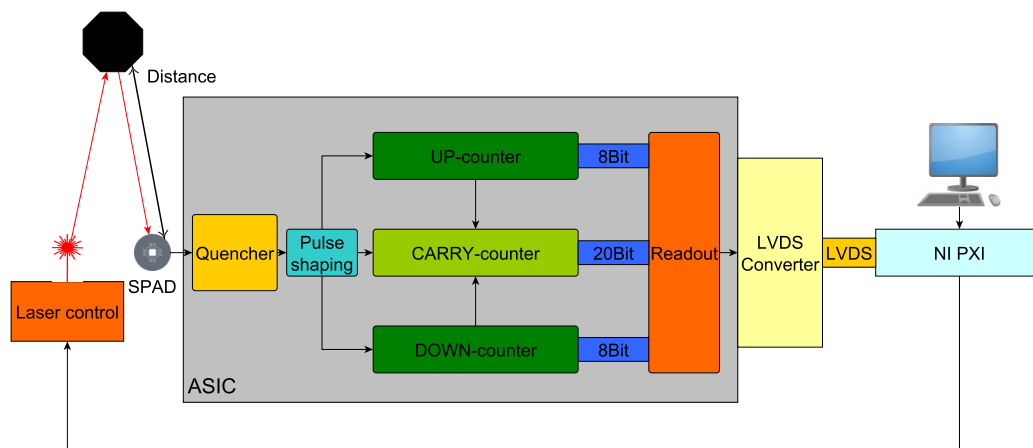 Distance
UP-counter
8Bit
Quencher
Pulse
shaping
CARRY-counter
20Bit
Readout
LVDS
Converter
LVDS
NI PXI
SPAD
Laser control
DOWN-counter
8Bit
ASIC